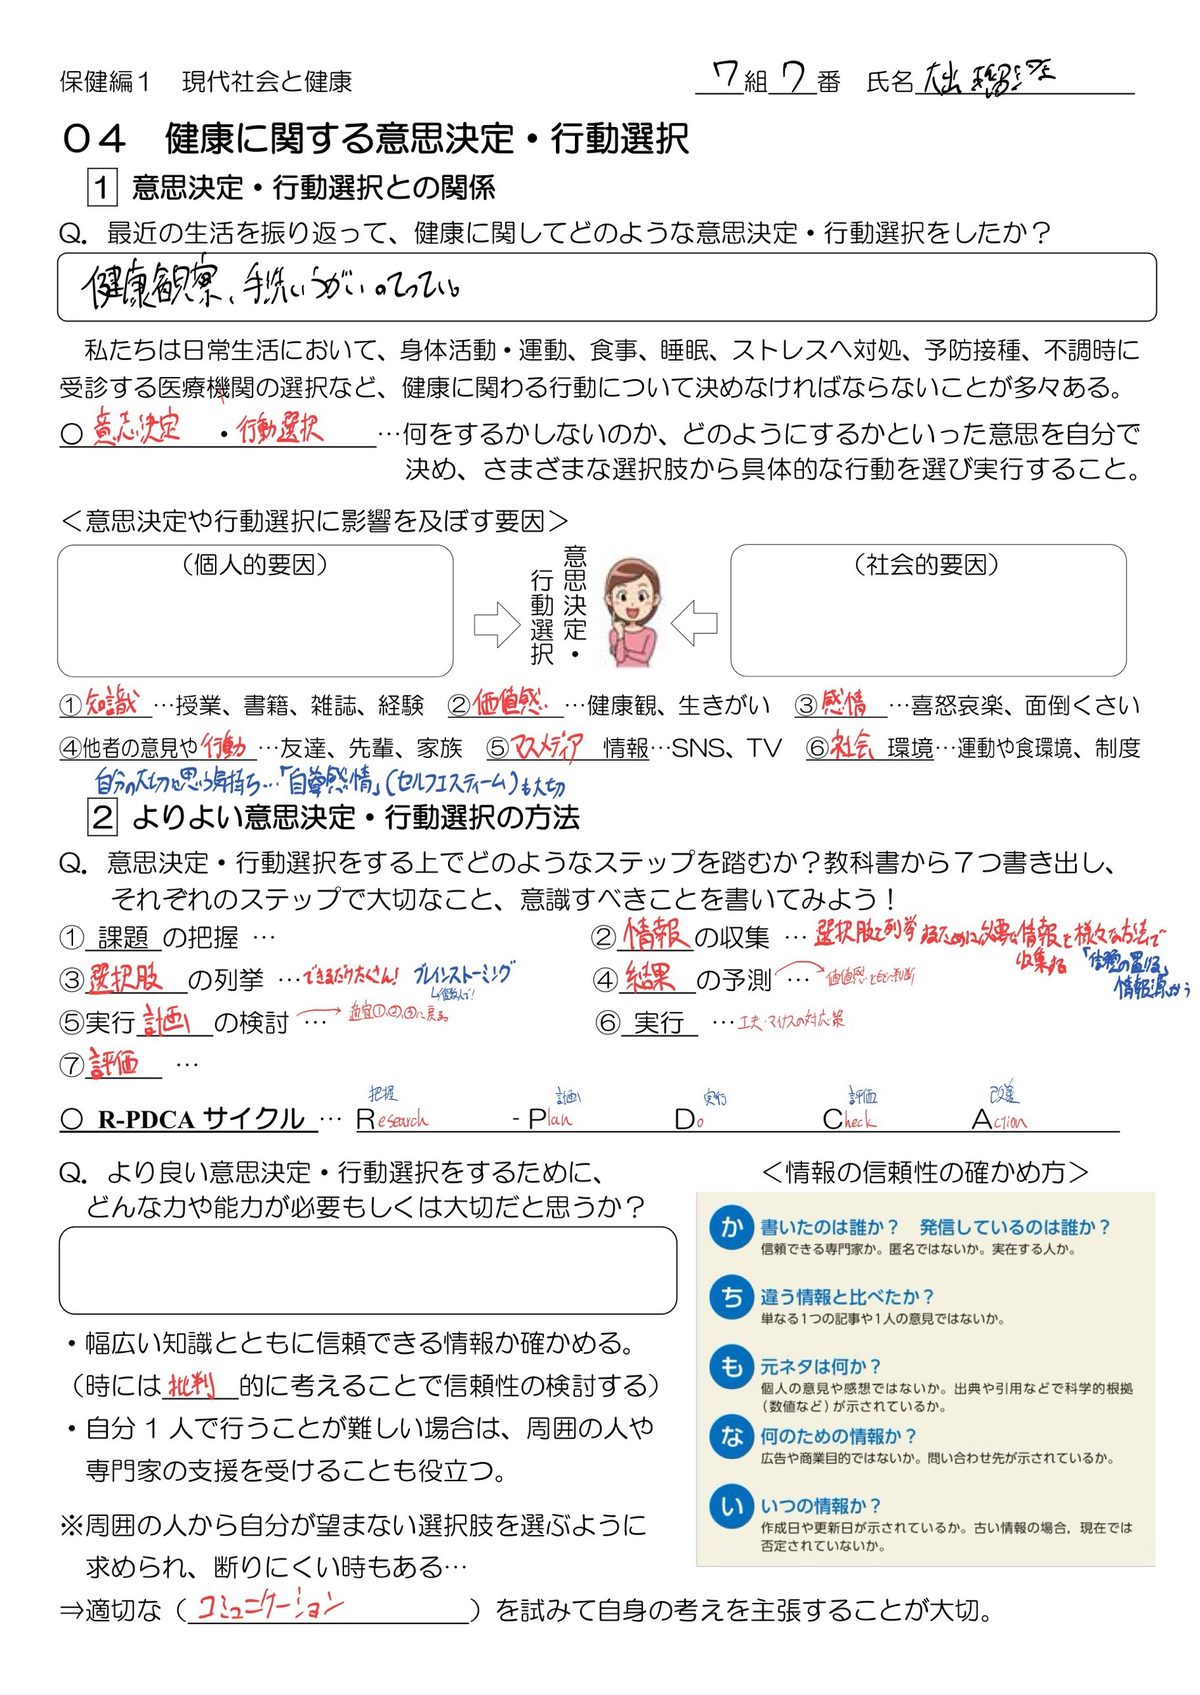 保健編１　現代社会と健康　7組7番　氏名
０４　健康に関する意思決定・行動選択
1 意思決定・行動選択との関係
Q. 最近の生活を振り返って、健康に関してどのような意思決定・行動選択をしたか？
健康観察、手洗いうがいのてってい。
私たちは日常生活において、身体活動・運動、食事、睡眠、ストレスへ対処、予防接種、不調時に
受診する医療機関の選択など、健康に関わる行動について決めなければならないことが多々ある。
○ 意志決定 ・行動選択 …何をするかしないのか、どのようにするかといった意思を自分で
決め、さまざまな選択肢から具体的な行動を選び実行すること。
＜意思決定や行動選択に影響を及ぼす要因＞
（個人的要因）
意思決定・
行動選択
（社会的要因）
①知識 …授業、書籍、雑誌、経験　②価値感 …健康観、生きがい　③感情 …喜怒哀楽、面倒くさい
④他者の意見や行動 …友達、先輩、家族　⑤マスメディア 情報…SNS、TV　⑥社会 環境…運動や食環境、制度
自分の大切に思う気持ち…「自尊感情」（セルフエスティーム）も大切
2 よりよい意思決定・行動選択の方法
Q. 意思決定・行動選択をする上でどのようなステップを踏むか？教科書から７つ書き出し、
それぞれのステップで大切なこと、意識すべきことを書いてみよう！
① 課題 の把握 …
②情報 の収集 …選択肢を列挙するために必要な情報を様々な方法で
収集する「信頼の置ける」
情報源から
③選択肢 の列挙 …できるだけたくさん！ブレインストーミング
④結果 の予測 …価値感とともに判断
⑤実行計画 の検討 …適宜①,②,③に戻る。
⑥ 実行 …工夫・マイナスの対応策
⑦評価 …
把握　計画　実行　評価　改善
○ R-PDCA サイクル … Research - Plan Do Check Action
Q. より良い意思決定・行動選択をするために、
どんな力や能力が必要もしくは大切だと思うか？
・幅広い知識とともに信頼できる情報か確かめる。
（時には批判 的に考えることで信頼性の検討する）
・自分１人で行うことが難しい場合は、周囲の人や
専門家の支援を受けることも役立つ。
※周囲の人から自分が望まない選択肢を選ぶように
求められ、断りにくい時もある…
⇒適切な（ コミュニケーション ）を試みて自身の考えを主張することが大切。
＜情報の信頼性の確かめ方＞
か 書いたのは誰か？　発信しているのは誰か？
信頼できる専門家か。匿名ではないか。実在する人か。
ち 違う情報と比べたか？
単なる1つの記事や1人の意見ではないか。
も 元ネタは何か？
個人の意見や感想ではないか。出典や引用などで科学的根拠
（数値など）が示されているか。
な 何のための情報か？
広告や商業目的ではないか。問い合わせ先が示されているか。
い いつの情報か？
作成日や更新日が示されているか。古い情報の場合，現在では
否定されていないか。